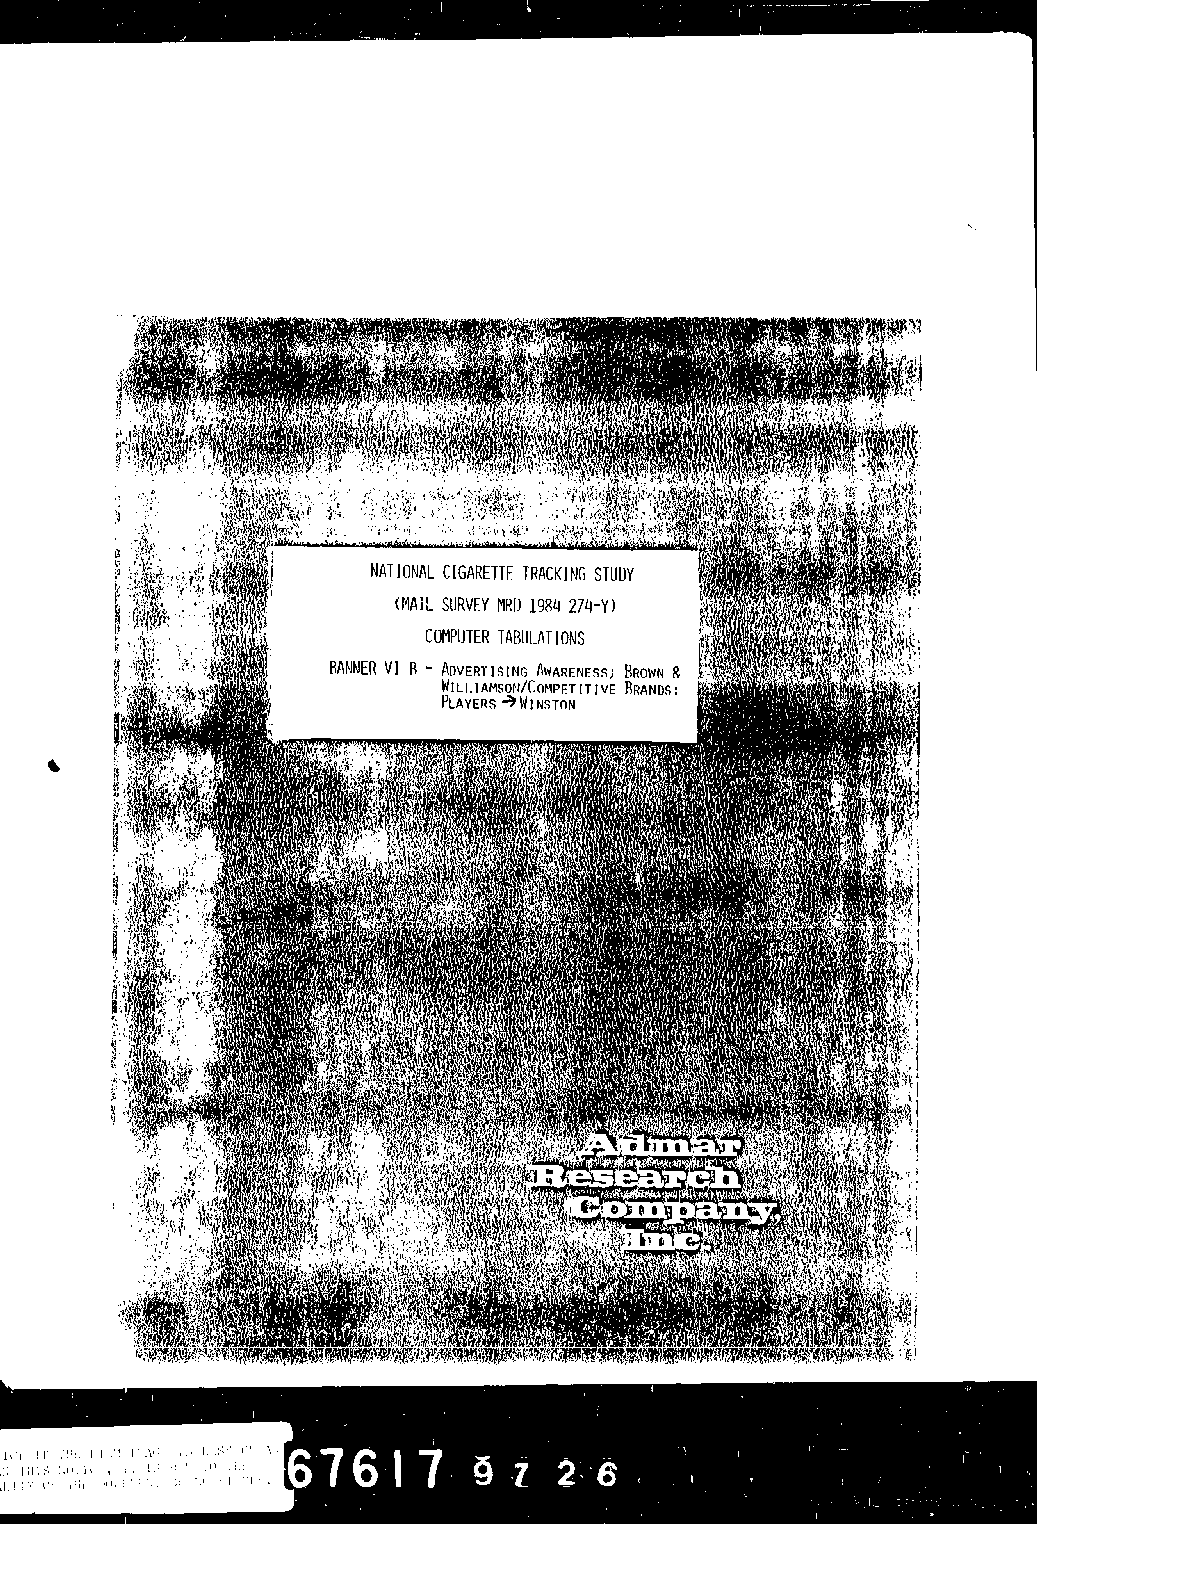 NATIONAL CIGARETTE TRACKING STUDY
(MAIL SURVEY MRD 1984 274-Y)
COMPUTER TABULATIONS
BANNER VI B - ADVERTISING AWARENESS; BROWN &
WILLIAMSON/COMPETITIVE BRANDS:
PLAYERS → WINSTON
Admar
Research
Company,
Inc.
67617 9726